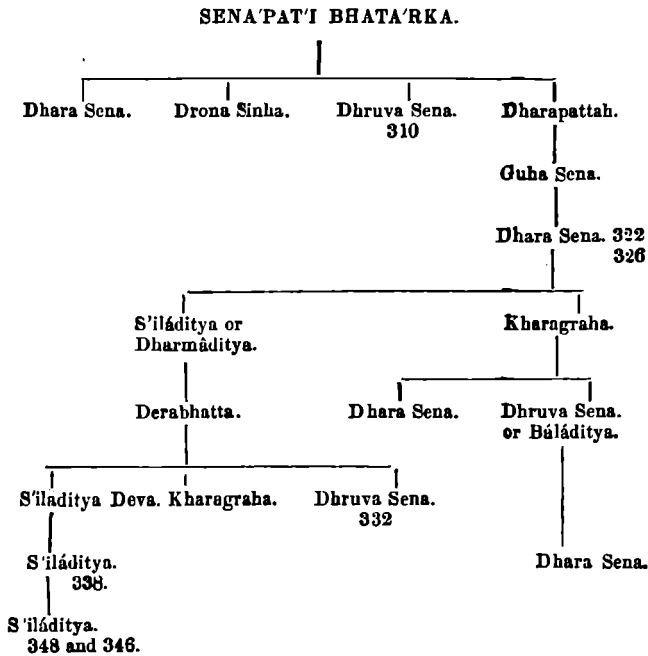 SENA'PAT'I BHATA'RKA.
Dhara Sena. Drona Sinha. Dhruva Sena. Dharapattah.
310
Guha Sena.
Dhara Sena. 322
326
S'iláditya or Kharagraha.
Dharmâditya.
Derabhatta. Dhara Sena. Dhruva Sena.
or Báláditya.
S'iladitya Deva. Kharagraha. Dhruva Sena.
332
S'iláditya. Dhara Sena.
338.
S'iláditya.
348 and 346.